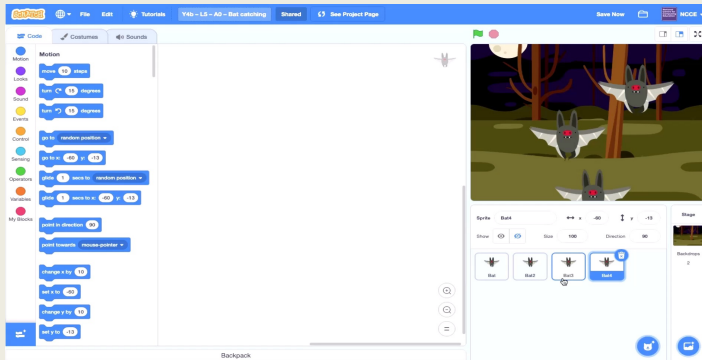 SCRATCH File Edit Tutorials Y4b – L5 – A0 – Bat catching Shared See Project Page Save Now NCCE
Code Costumes Sounds
Motion
Looks
Sound
Events
Control
Sensing
Operators
Variables
My Blocks
Motion
move 10 steps
turn 15 degrees
turn 15 degrees
go to random position
go to x: -60 y: -13
glide 1 secs to random position
glide 1 secs to x: -60 y: -13
point in direction 90
point towards mouse-pointer
change x by 10
set x to -60
change y by 10
set y to -13
Backpack
Sprite Bat4 x -60 y -13
Show Size 100 Direction 90
Bat Bat2 Bat3 Bat4
Stage
Backdrops
2